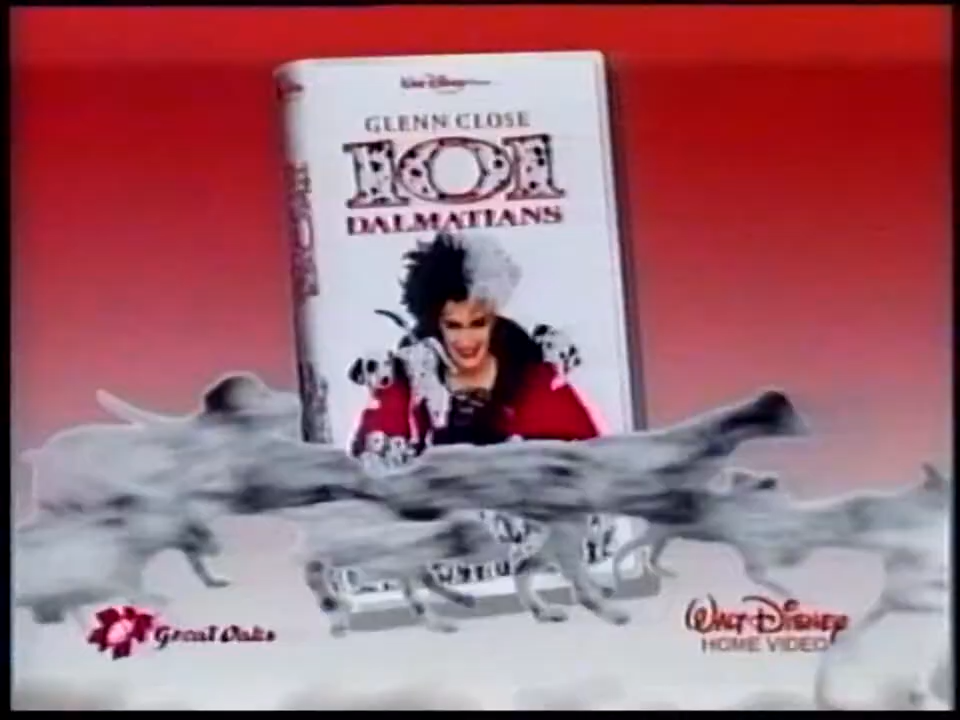 WALT DISNEY
GLENN CLOSE
101
DALMATIANS
Great Oaks
WALT DISNEY
HOME VIDEO